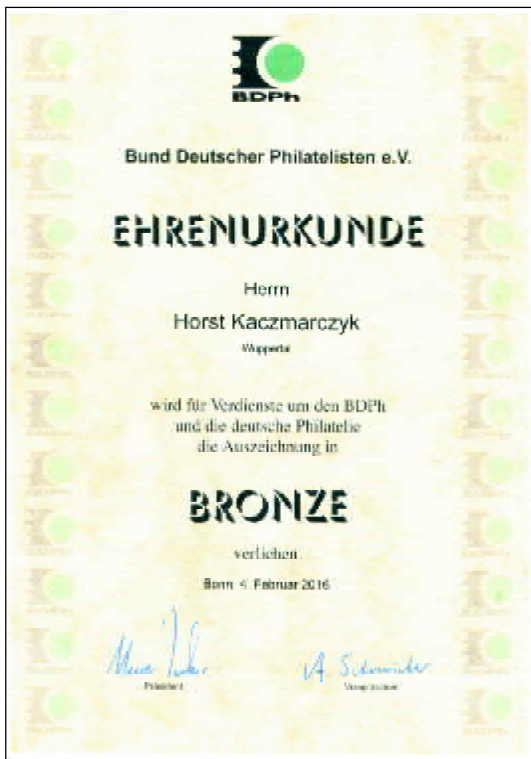 BDPh
Bund Deutscher Philatelisten e.V.
EHRENURKUNDE
Herrn
Horst Kaczmarczyk
Wuppertal
wird für Verdienste um den BDPh
und die deutsche Philatelie
die Auszeichnung in
BRONZE
verliehen.
Bonn 4. Februar 2016
Präsident Vizepräsident